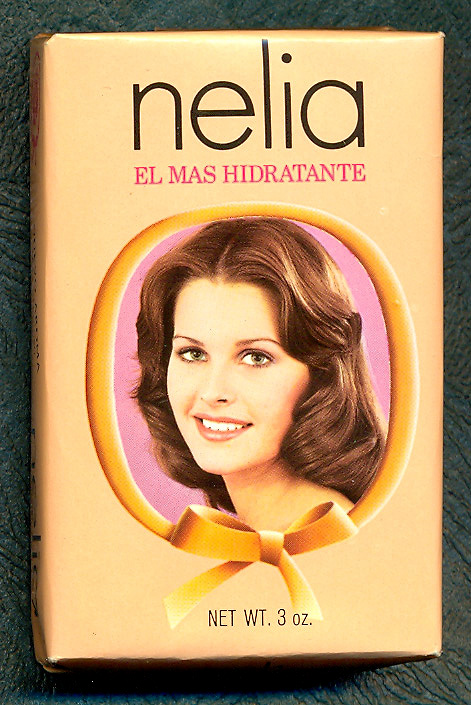 nelia
EL MAS HIDRATANTE
NET WT. 3 oz.